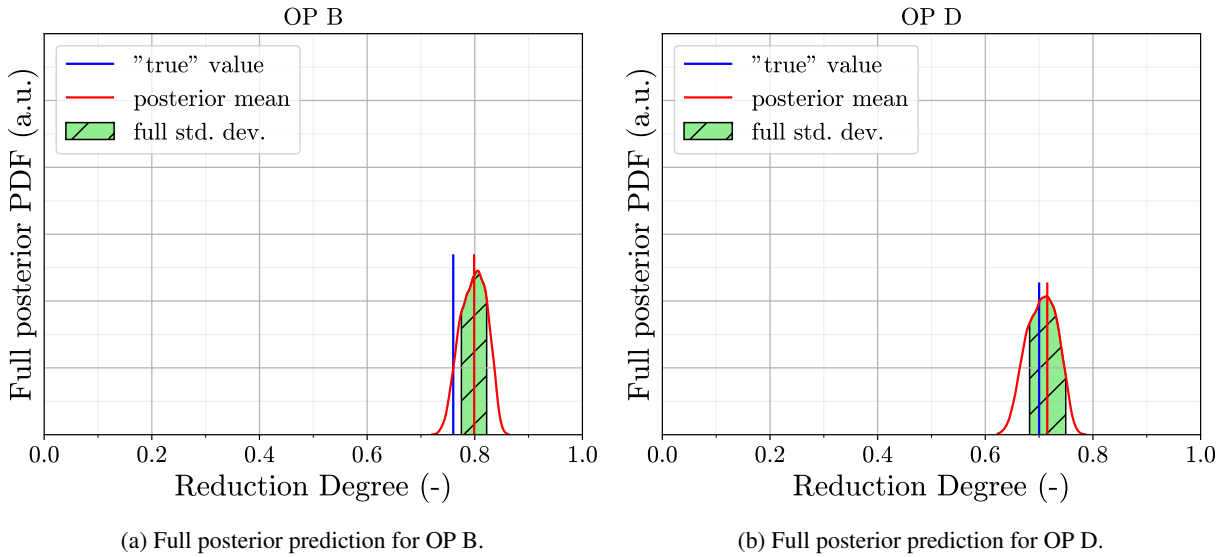 OP B
"true" value
posterior mean
full std. dev.
Full posterior PDF (a.u.)
0.0 0.2 0.4 0.6 0.8 1.0
Reduction Degree (-)
(a) Full posterior prediction for OP B.
OP D
"true" value
posterior mean
full std. dev.
Full posterior PDF (a.u.)
0.0 0.2 0.4 0.6 0.8 1.0
Reduction Degree (-)
(b) Full posterior prediction for OP D.